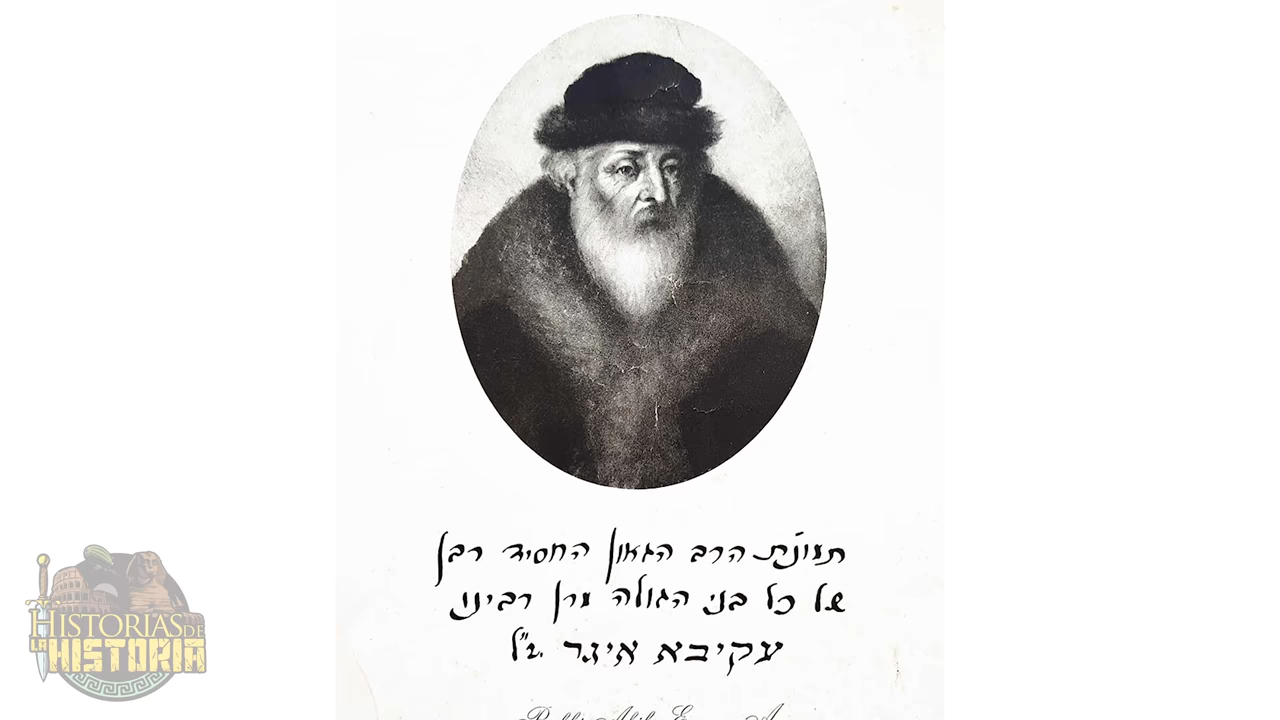 תמונת הרב הגאון החסיד רבן
של כל בני הגולה מרן רבינו
עקיבא איגר ז"ל
HISTORIAS DE
LA HISTORIA